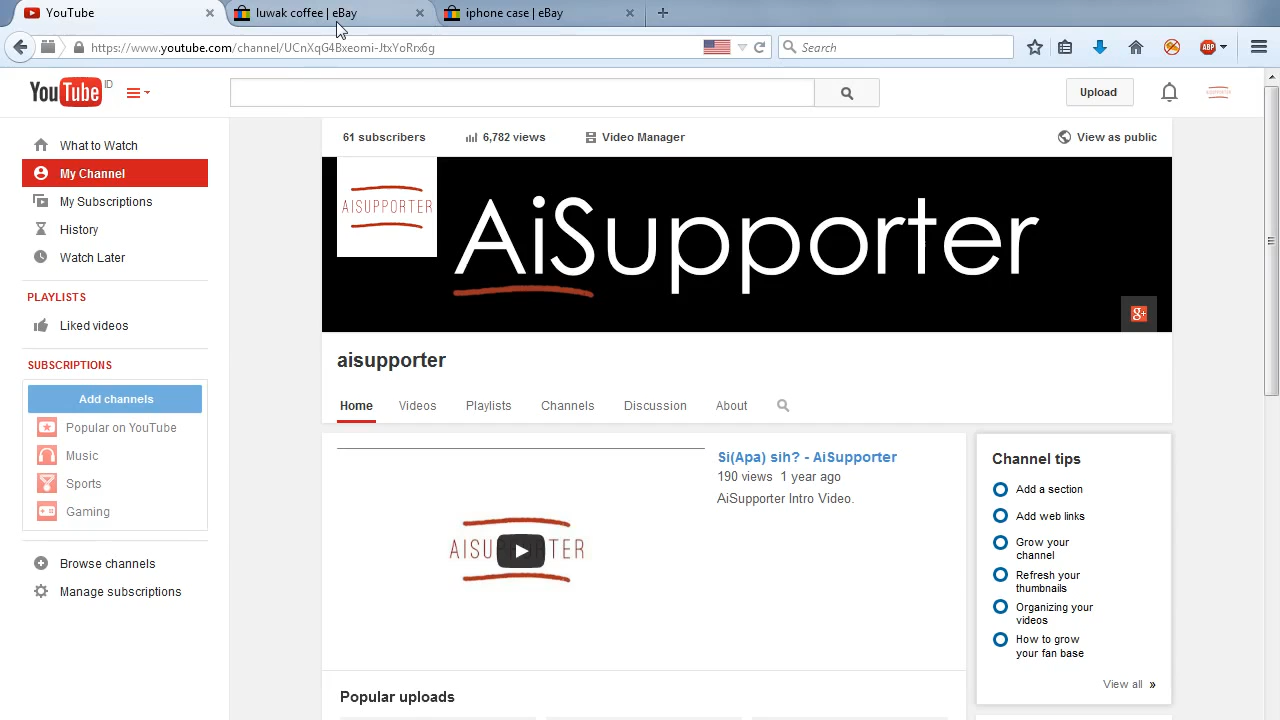 YouTube
luwak coffee | eBay
iphone case | eBay
https://www.youtube.com/channel/UCnXqG4Bxeomi-JtxYoRrx6g
Search
ABP
YouTube ID
Upload
AISUPPORTER
What to Watch
My Channel
My Subscriptions
History
Watch Later
PLAYLISTS
Liked videos
SUBSCRIPTIONS
Add channels
Popular on YouTube
Music
Sports
Gaming
Browse channels
Manage subscriptions
61 subscribers
6,782 views
Video Manager
View as public
AISUPPORTER
AiSupporter
g+
aisupporter
Home
Videos
Playlists
Channels
Discussion
About
Si(Apa) sih? - AiSupporter
190 views 1 year ago
AiSupporter Intro Video.
Popular uploads
Channel tips
Add a section
Add web links
Grow your
channel
Refresh your
thumbnails
Organizing your
videos
How to grow
your fan base
View all »